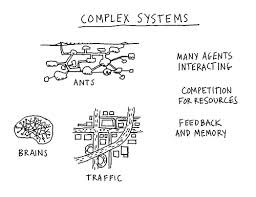 COMPLEX SYSTEMS
ANTS
BRAINS
TRAFFIC
MANY AGENTS
INTERACTING
COMPETITION
FOR RESOURCES
FEEDBACK
AND MEMORY